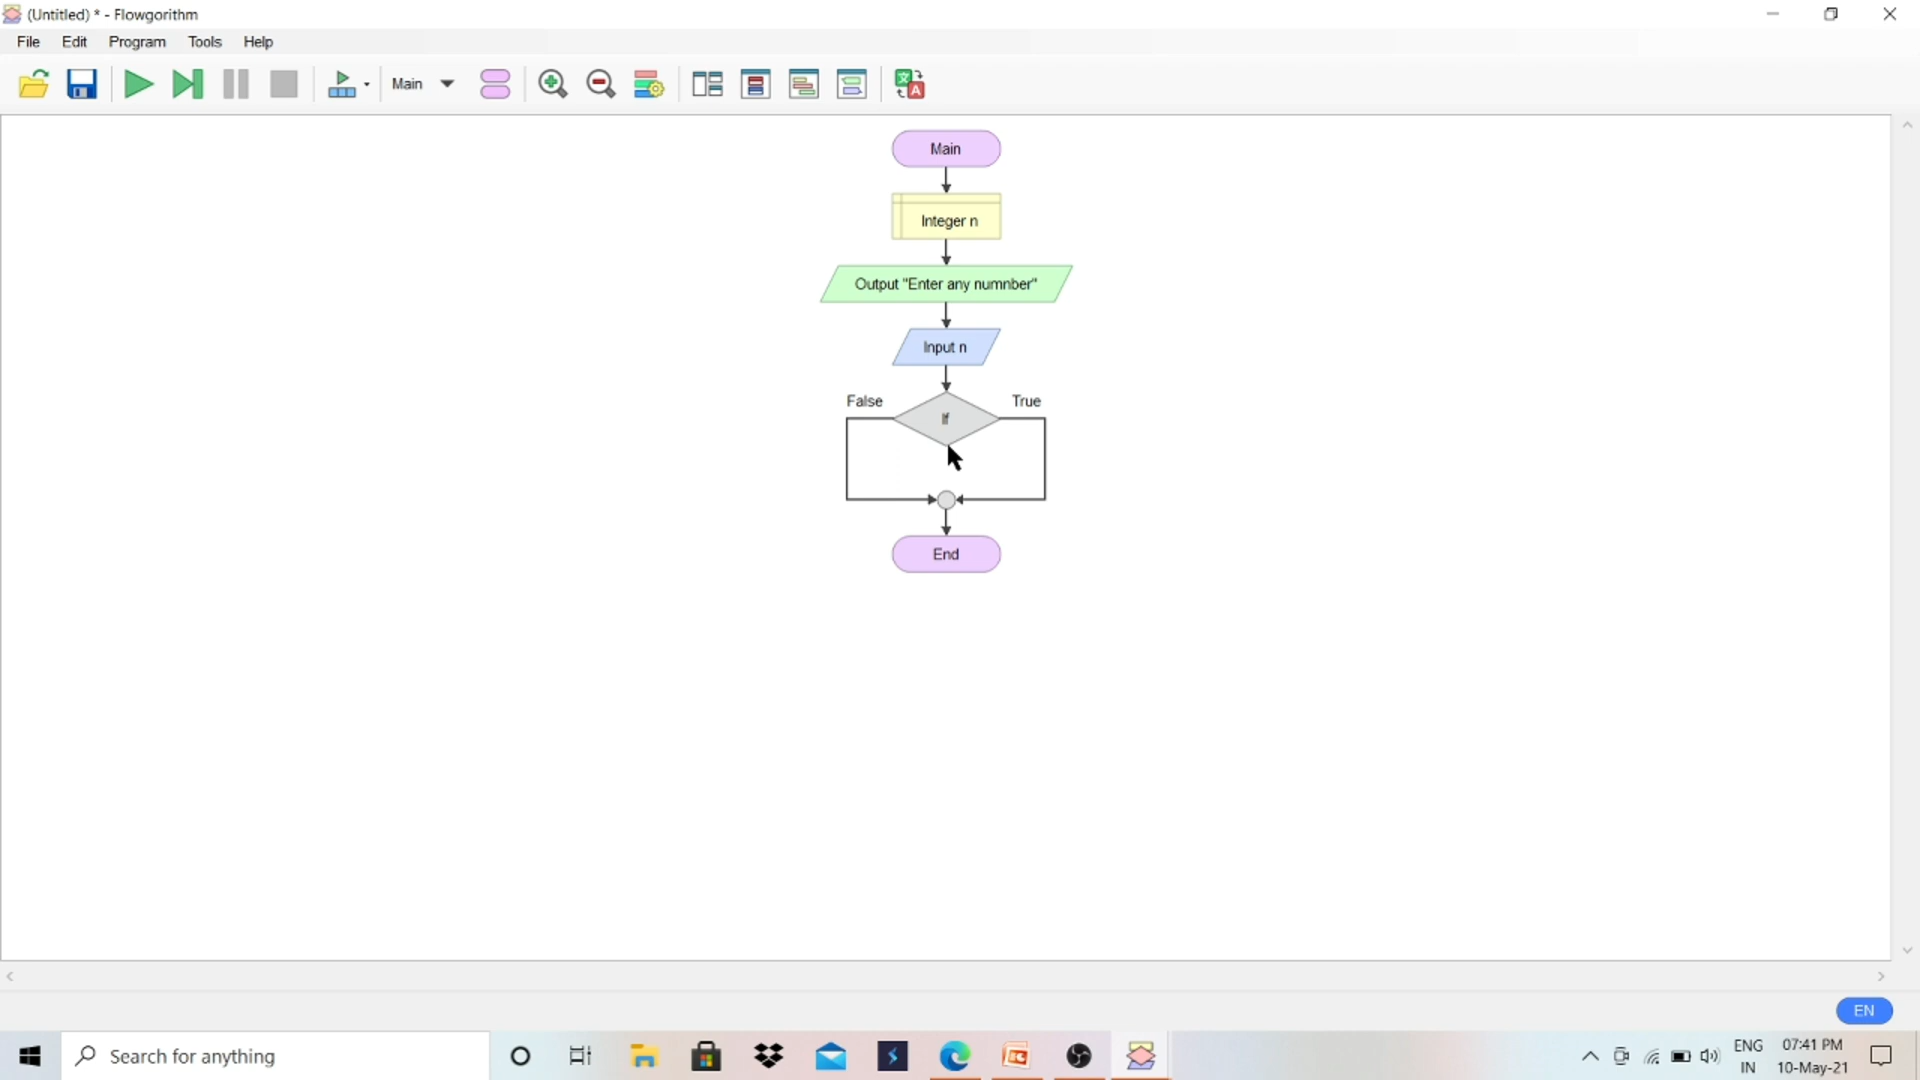 (Untitled) * - Flowgorithm
File Edit Program Tools Help
Main
Main
Integer n
Output "Enter any numnber"
Input n
False True
If
End
EN
Search for anything
ENG
IN
07:41 PM
10-May-21